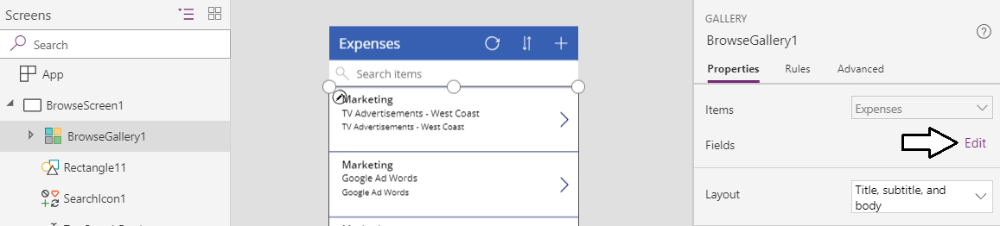 Screens
Search
App
BrowseScreen1
BrowseGallery1
Rectangle11
SearchIcon1
Expenses
Search items
Marketing
TV Advertisements - West Coast
TV Advertisements - West Coast
Marketing
Google Ad Words
Google Ad Words
GALLERY
BrowseGallery1
Properties
Rules
Advanced
Items
Expenses
Fields
Edit
Layout
Title, subtitle, and
body